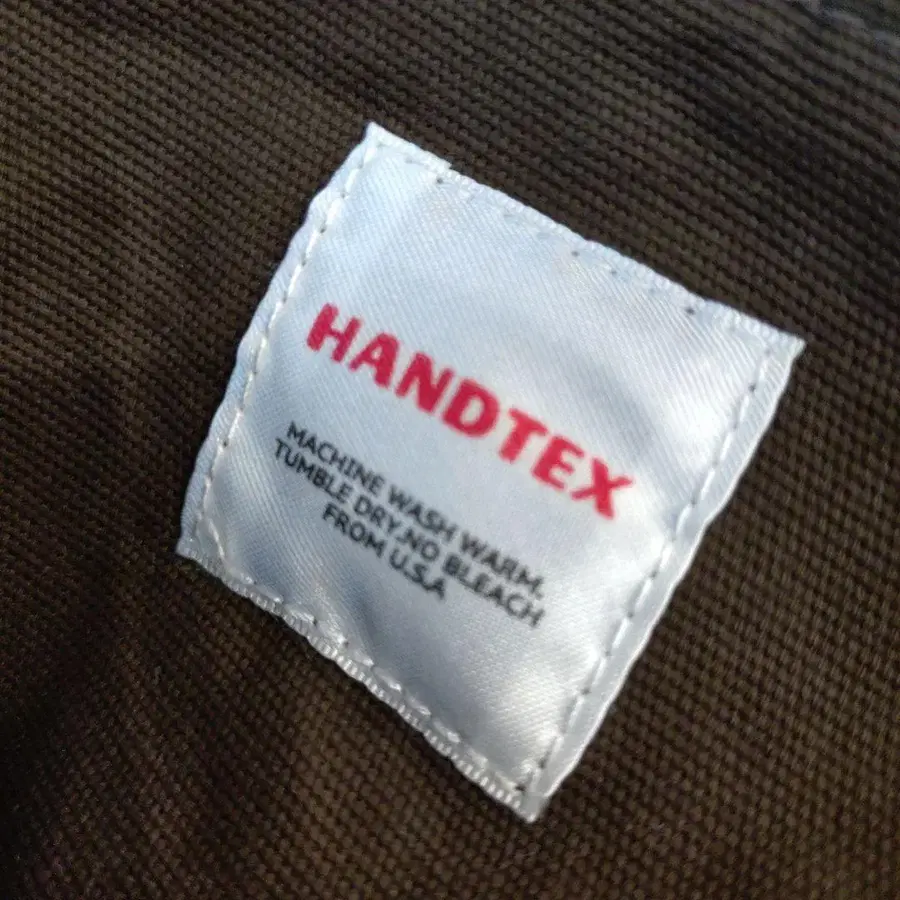 HANDTEX
MACHINE WASH WARM,
TUMBLE DRY.NO BLEACH
FROM U.S.A